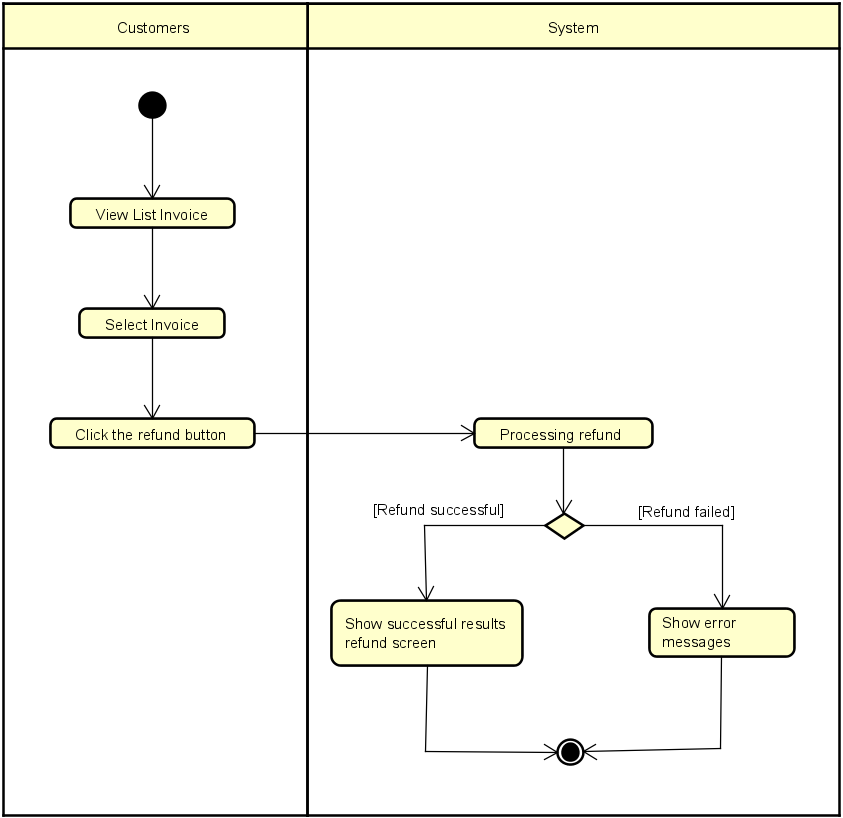 Customers
System
View List Invoice
Select Invoice
Click the refund button
Processing refund
[Refund successful]
[Refund failed]
Show successful results
refund screen
Show error
messages